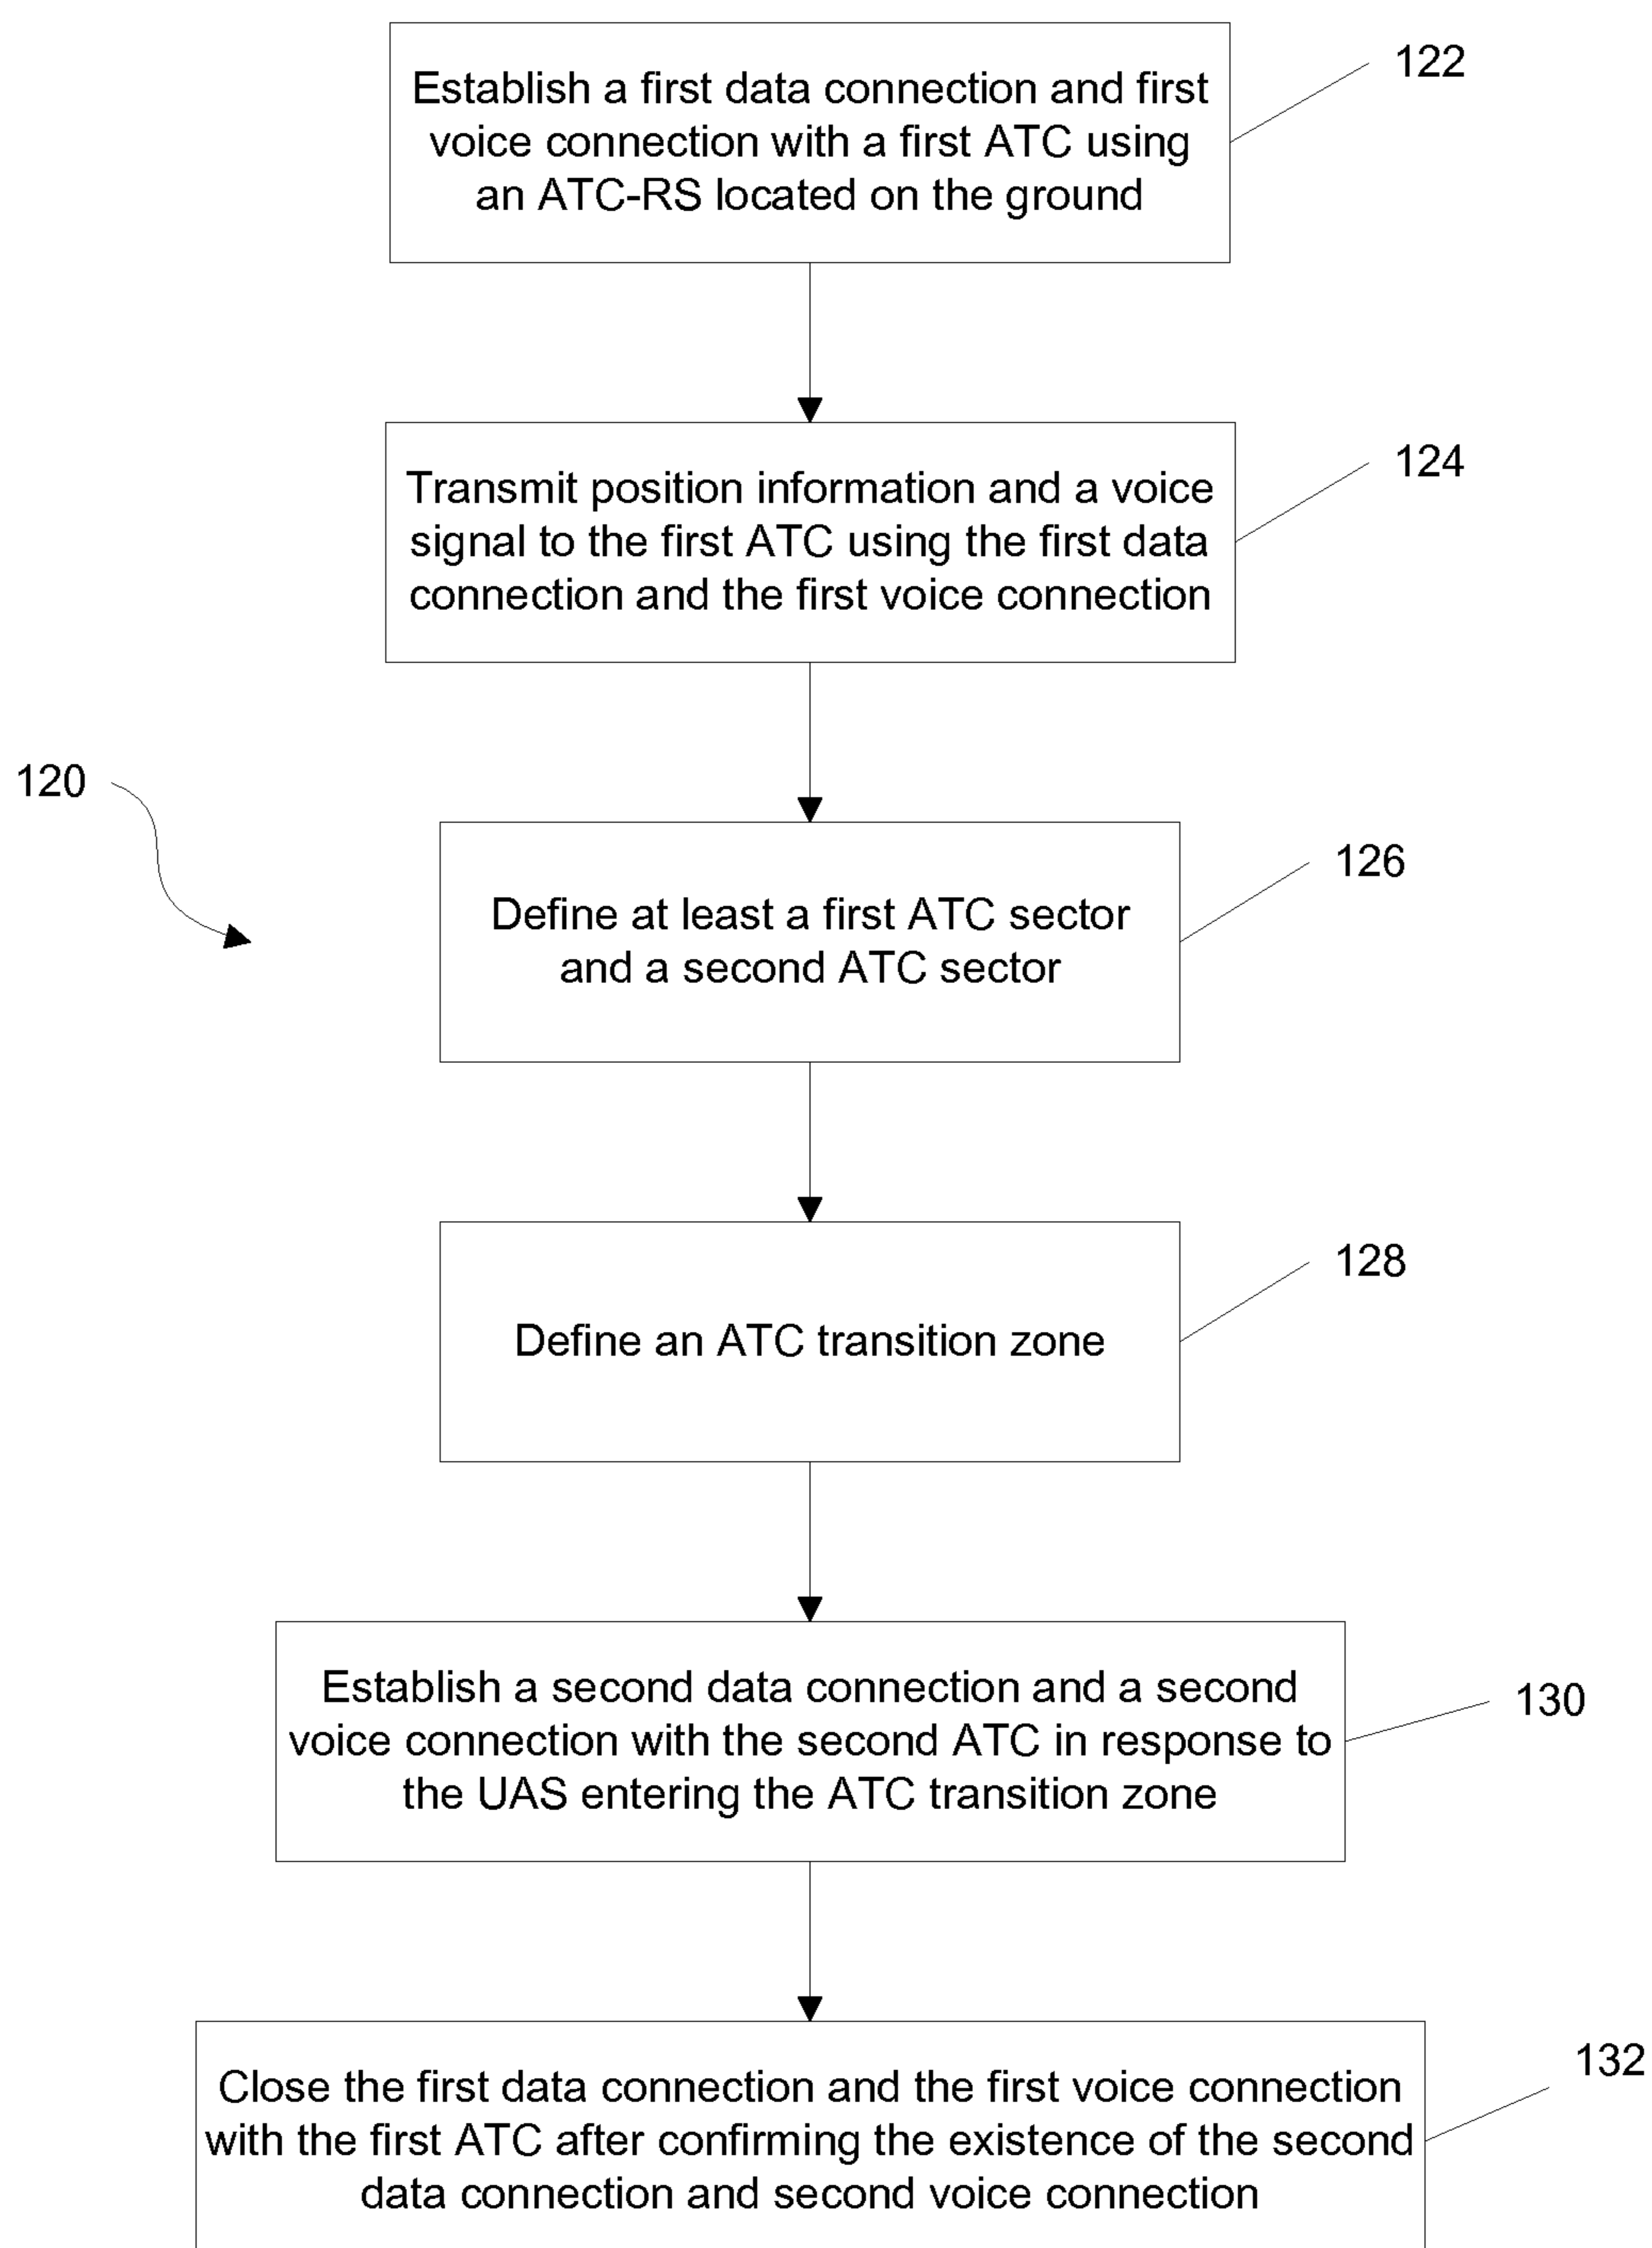 Establish a first data connection and first
voice connection with a first ATC using
an ATC-RS located on the ground
122
Transmit position information and a voice
signal to the first ATC using the first data
connection and the first voice connection
124
120
Define at least a first ATC sector
and a second ATC sector
126
Define an ATC transition zone
128
Establish a second data connection and a second
voice connection with the second ATC in response to
the UAS entering the ATC transition zone
130
Close the first data connection and the first voice connection
with the first ATC after confirming the existence of the second
data connection and second voice connection
132